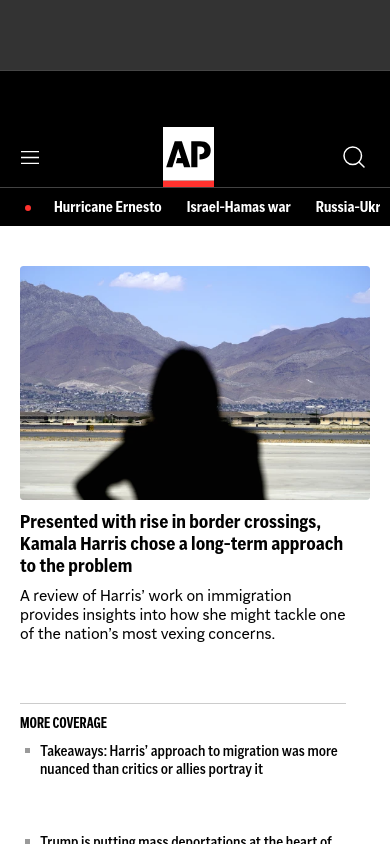 AP
Hurricane Ernesto Israel-Hamas war Russia-Ukr
Presented with rise in border crossings,
Kamala Harris chose a long-term approach
to the problem
A review of Harris’ work on immigration
provides insights into how she might tackle one
of the nation’s most vexing concerns.
MORE COVERAGE
Takeaways: Harris’ approach to migration was more
nuanced than critics or allies portray it
Trump is putting mass deportations at the heart of